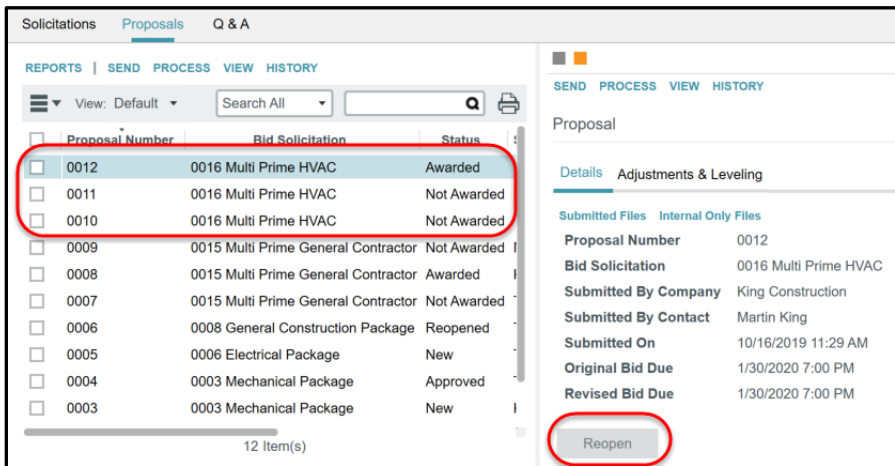 Solicitations Proposals Q & A
REPORTS | SEND PROCESS VIEW HISTORY
View: Default Search All
Proposal Number Bid Solicitation Status
0012 0016 Multi Prime HVAC Awarded
0011 0016 Multi Prime HVAC Not Awarded
0010 0016 Multi Prime HVAC Not Awarded
0009 0015 Multi Prime General Contractor Not Awarded
0008 0015 Multi Prime General Contractor Awarded
0007 0015 Multi Prime General Contractor Not Awarded
0006 0008 General Construction Package Reopened
0005 0006 Electrical Package New
0004 0003 Mechanical Package Approved
0003 0003 Mechanical Package New
12 Item(s)
SEND PROCESS VIEW HISTORY
Proposal
Details Adjustments & Leveling
Submitted Files Internal Only Files
Proposal Number 0012
Bid Solicitation 0016 Multi Prime HVAC
Submitted By Company King Construction
Submitted By Contact Martin King
Submitted On 10/16/2019 11:29 AM
Original Bid Due 1/30/2020 7:00 PM
Revised Bid Due 1/30/2020 7:00 PM
Reopen